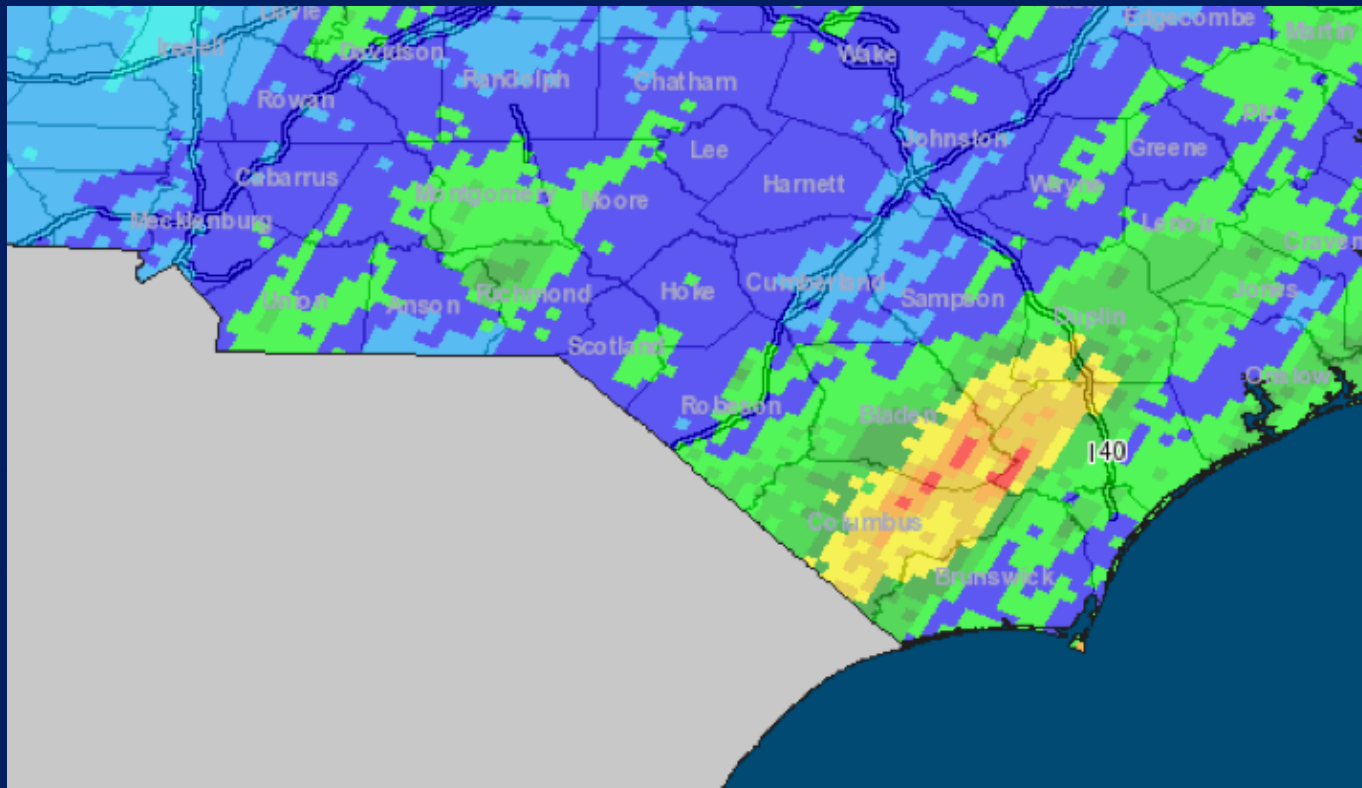 Davie
Edgecombe
Iredell
Davidson
Martin
Wake
Randolph
Chatham
Rowan
Pitt
Johnston
Greene
Lee
Cabarrus
Harnett
Wayne
Montgomery
Moore
Mecklenburg
Lenoir
Craven
Cumberland
Hoke
Jones
Union
Anson
Richmond
Sampson
Duplin
Scotland
Onslow
Robeson
Bladen
I40
Columbus
Brunswick